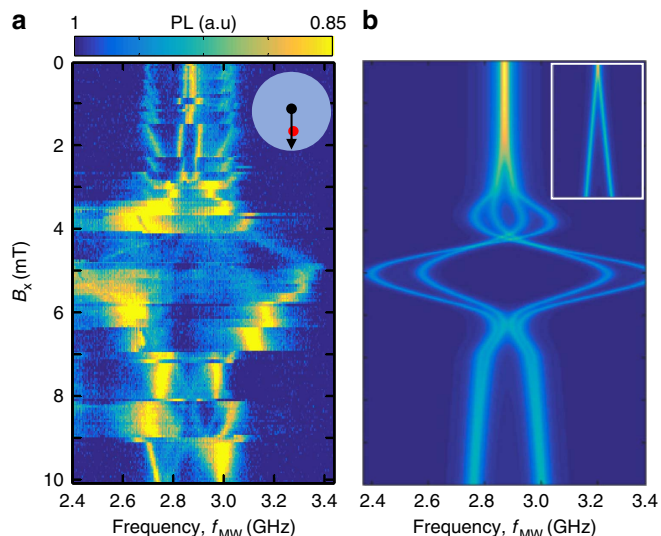 a
1 PL (a.u) 0.85
b
0
2
4
6
8
10
B_x (mT)
2.4 2.6 2.8 3.0 3.2 3.4
Frequency, f_MW (GHz)
2.4 2.6 2.8 3.0 3.2 3.4
Frequency, f_MW (GHz)